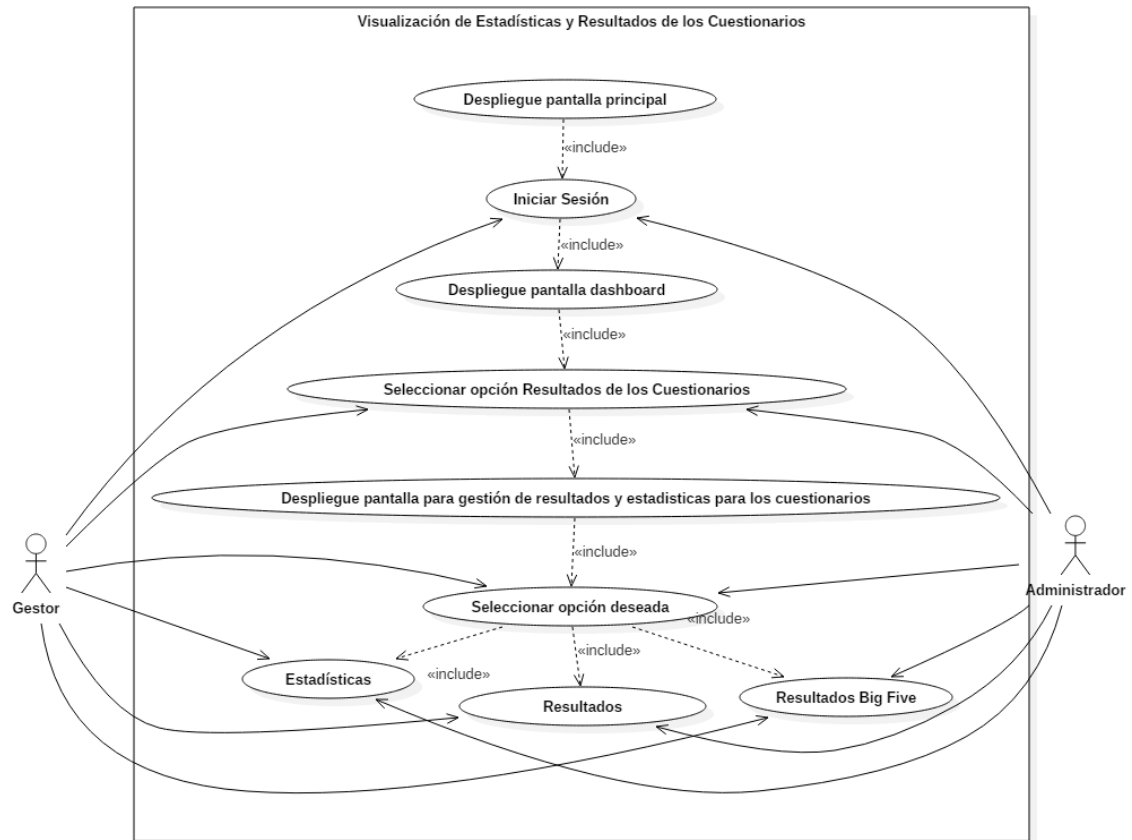 Visualización de Estadísticas y Resultados de los Cuestionarios
Despliegue pantalla principal
«include»
Iniciar Sesión
«include»
Despliegue pantalla dashboard
«include»
Seleccionar opción Resultados de los Cuestionarios
«include»
Despliegue pantalla para gestión de resultados y estadisticas para los cuestionarios
«include»
Gestor
Administrador
Seleccionar opción deseada
«include»
«include»
«include»
Estadísticas
Resultados
Resultados Big Five